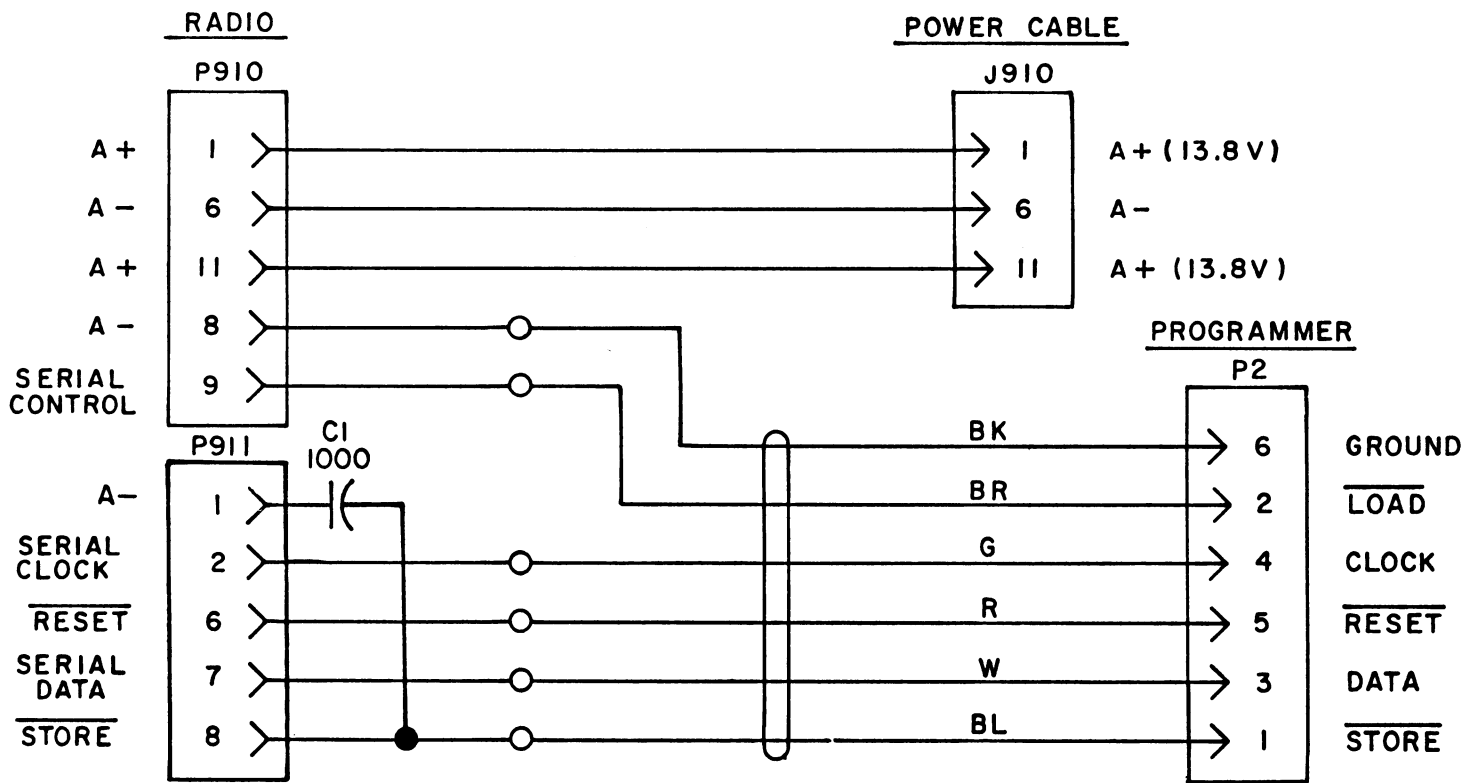 RADIO
P910
A+ 1
A- 6
A+ 11
A- 8
SERIAL
CONTROL 9
POWER CABLE
J910
1 A+ (13.8V)
6 A-
11 A+ (13.8V)
P911
C1
1000
A- 1
SERIAL
CLOCK 2
RESET 6
SERIAL
DATA 7
STORE 8
PROGRAMMER
P2
BK 6 GROUND
BR 2 LOAD
G 4 CLOCK
R 5 RESET
W 3 DATA
BL 1 STORE